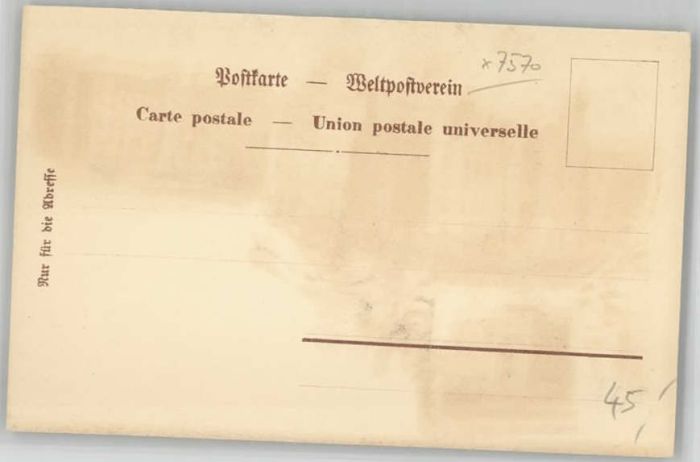 x 7570
Postkarte — Weltpostverein
Carte postale — Union postale universelle
Nur für die Adresse
45,